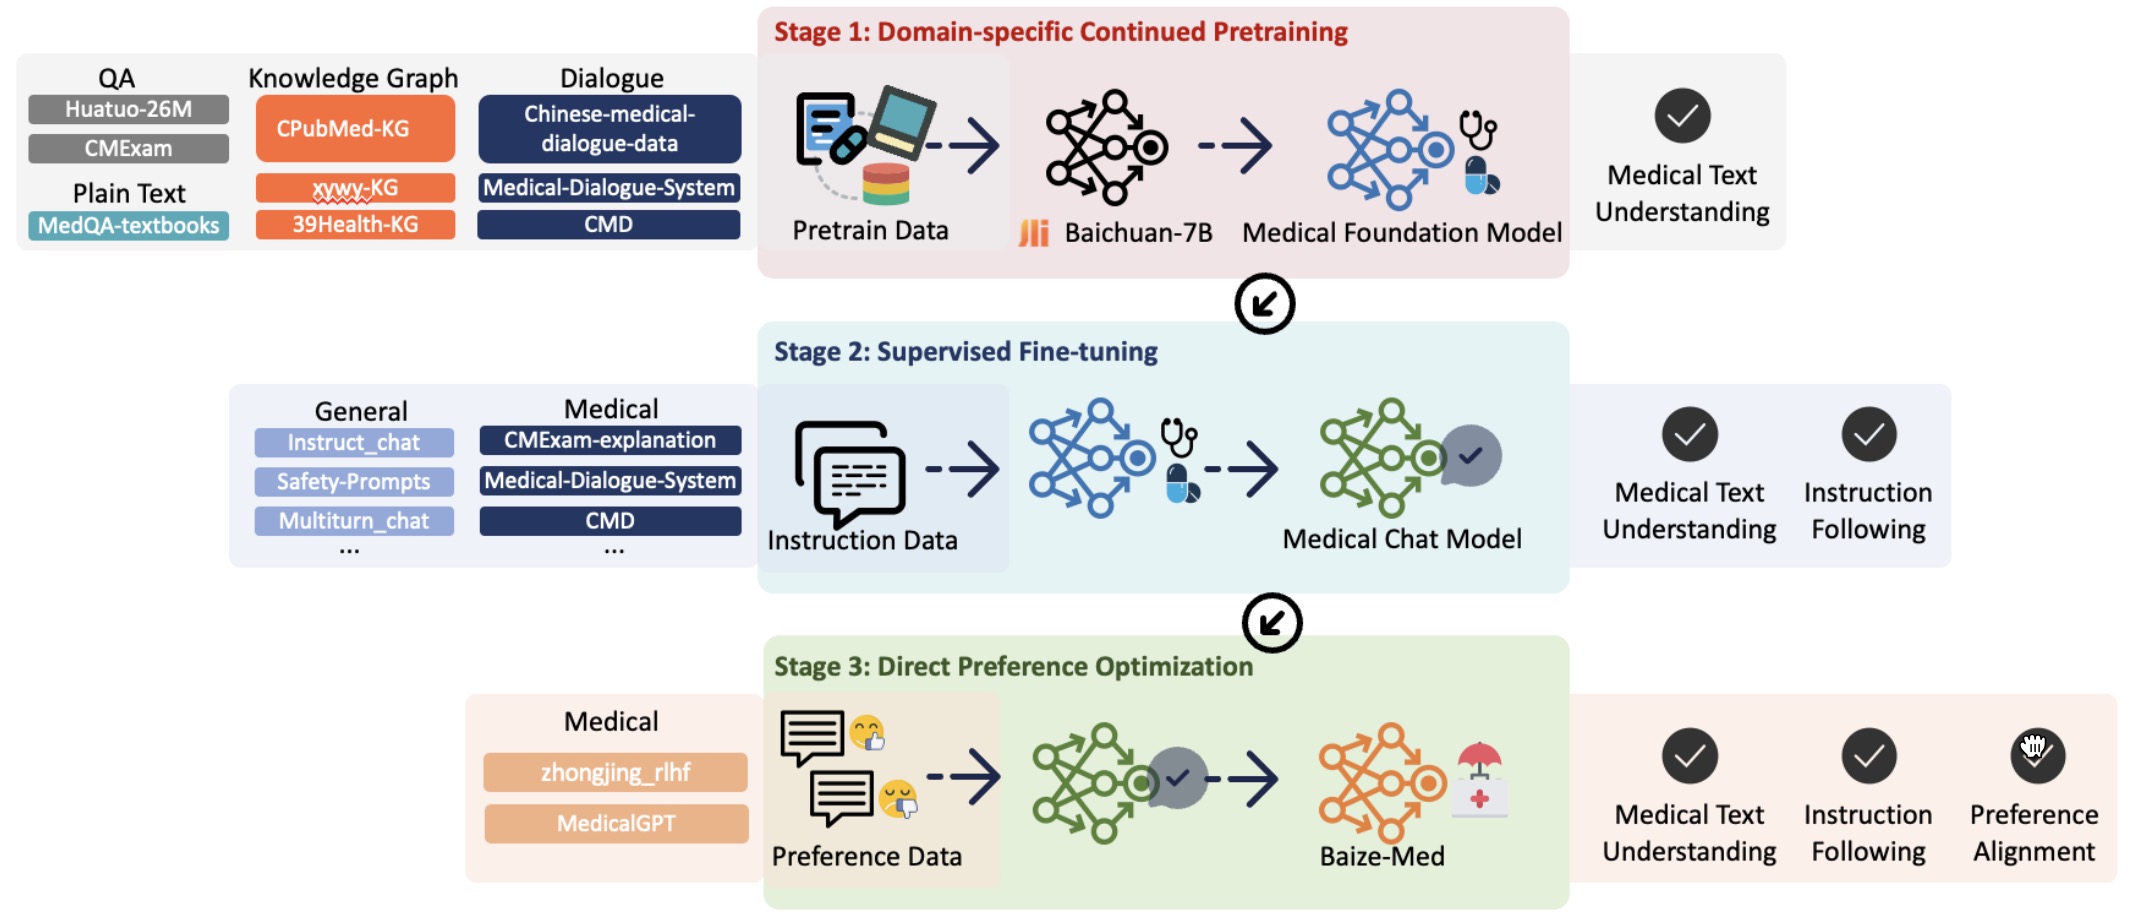 Stage 1: Domain-specific Continued Pretraining
QA
Huatuo-26M
CMExam
Plain Text
MedQA-textbooks
Knowledge Graph
CPubMed-KG
xywy-KG
39Health-KG
Dialogue
Chinese-medical-
dialogue-data
Medical-Dialogue-System
CMD
Pretrain Data
Baichuan-7B
Medical Foundation Model
Medical Text
Understanding
Stage 2: Supervised Fine-tuning
General
Instruct_chat
Safety-Prompts
Multiturn_chat
...
Medical
CMExam-explanation
Medical-Dialogue-System
CMD
...
Instruction Data
Medical Chat Model
Medical Text
Understanding
Instruction
Following
Stage 3: Direct Preference Optimization
Medical
zhongjing_rlhf
MedicalGPT
Preference Data
Baize-Med
Medical Text
Understanding
Instruction
Following
Preference
Alignment